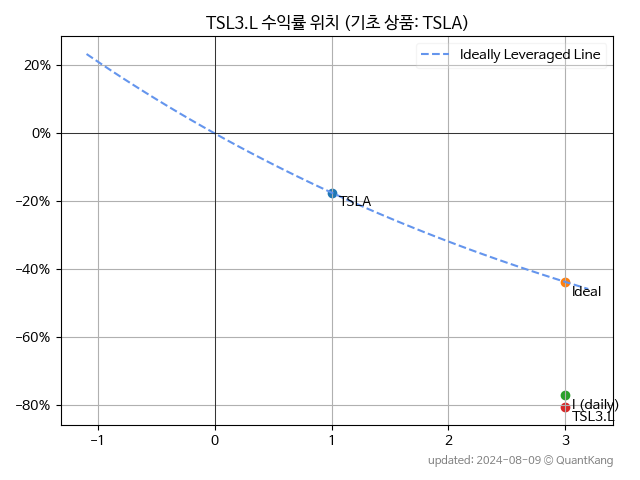 TSL3.L 수익률 위치 (기초 상품: TSLA)
Ideally Leveraged Line
20%
0%
−20%
−40%
−60%
−80%
TSLA
Ideal
I (daily)
TSL3.L
−1
0
1
2
3
updated: 2024-08-09 © QuantKang